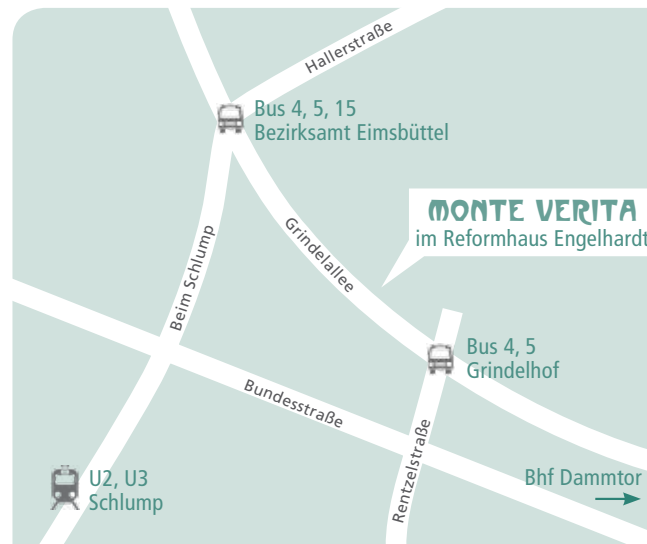 Hallerstraße
Bus 4, 5, 15
Bezirksamt Eimsbüttel
MONTE VERITA
im Reformhaus Engelhardt
Grindelallee
Beim Schlump
Bus 4, 5
Grindelhof
Bundesstraße
Rentzelstraße
U2, U3
Schlump
Bhf Dammtor